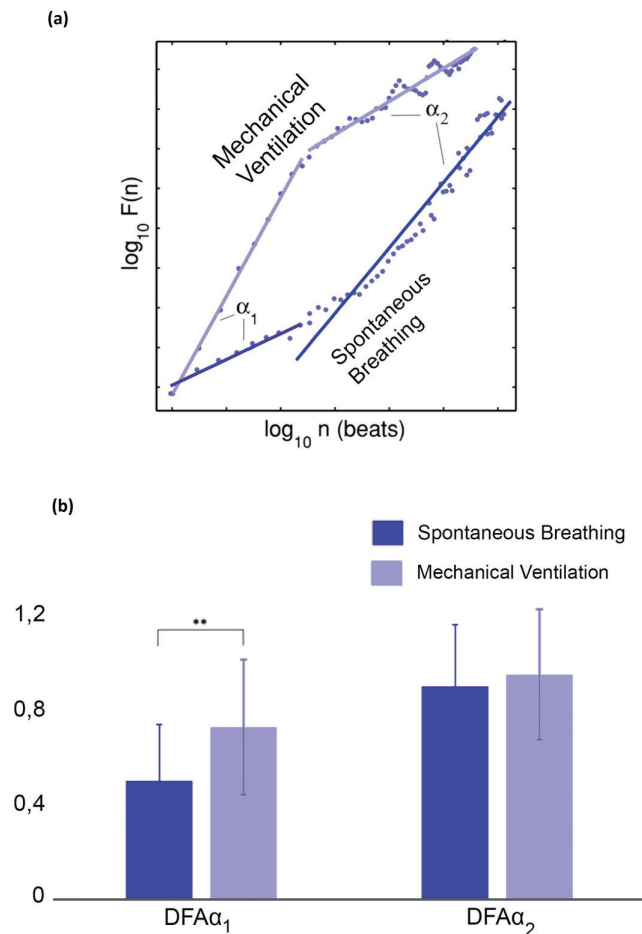 (a)
log10 F(n)
Mechanical
Ventilation
α2
α1
Spontaneous
Breathing
log10 n (beats)
(b)
Spontaneous Breathing
Mechanical Ventilation
1,2
**
0,8
0,4
0
DFAα1
DFAα2